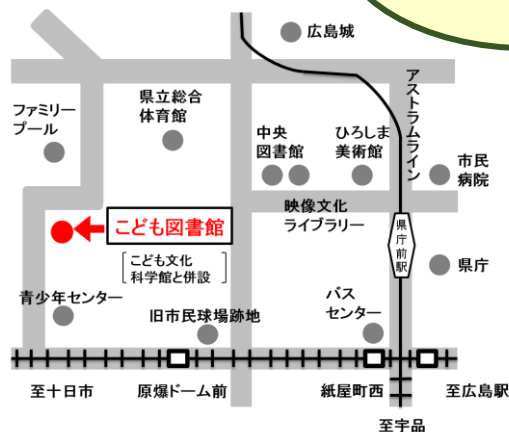 広島城
アストラムライン
県立総合
体育館
ファミリー
プール
中央
図書館
ひろしま
美術館
市民
病院
映像文化
ライブラリー
こども図書館
こども文化
科学館と併設
県庁前駅
県庁
青少年センター
旧市民球場跡地
バス
センター
至十日市
原爆ドーム前
紙屋町西
至広島駅
至宇品